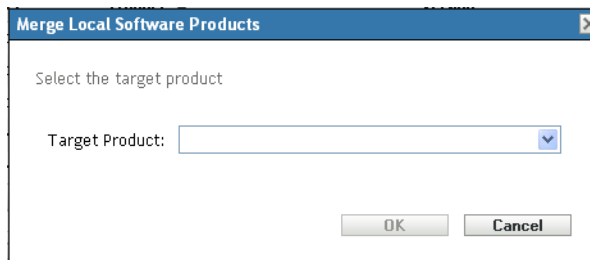 Merge Local Software Products
Select the target product
Target Product:
OK
Cancel